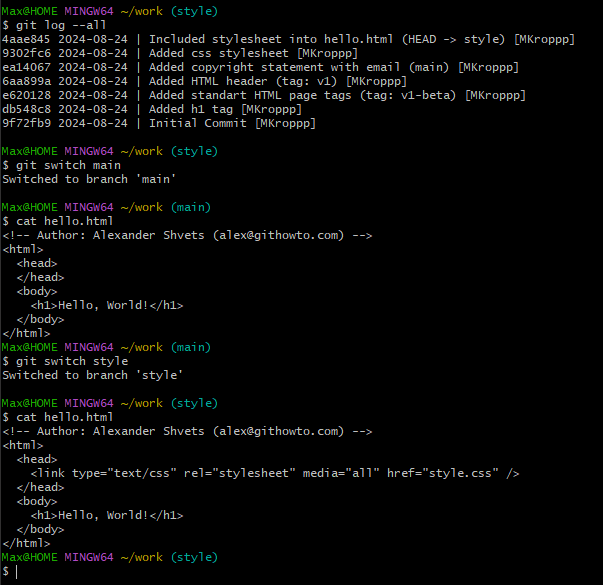 Max@HOME MINGW64 ~/work (style)
$ git log --all
4aae845 2024-08-24 | Included stylesheet into hello.html (HEAD -> style) [MKroppp]
9302fc6 2024-08-24 | Added css stylesheet [MKroppp]
ea14067 2024-08-24 | Added copyright statement with email (main) [MKroppp]
6aa899a 2024-08-24 | Added HTML header (tag: v1) [MKroppp]
e620128 2024-08-24 | Added standart HTML page tags (tag: v1-beta) [MKroppp]
db548c8 2024-08-24 | Added h1 tag [MKroppp]
9f72fb9 2024-08-24 | Initial Commit [MKroppp]

Max@HOME MINGW64 ~/work (style)
$ git switch main
Switched to branch 'main'

Max@HOME MINGW64 ~/work (main)
$ cat hello.html
<!-- Author: Alexander Shvets (alex@githowto.com) -->
<html>
  <head>
  </head>
  <body>
    <h1>Hello, World!</h1>
  </body>
</html>
Max@HOME MINGW64 ~/work (main)
$ git switch style
Switched to branch 'style'

Max@HOME MINGW64 ~/work (style)
$ cat hello.html
<!-- Author: Alexander Shvets (alex@githowto.com) -->
<html>
  <head>
    <link type="text/css" rel="stylesheet" media="all" href="style.css" />
  </head>
  <body>
    <h1>Hello, World!</h1>
  </body>
</html>
Max@HOME MINGW64 ~/work (style)
$